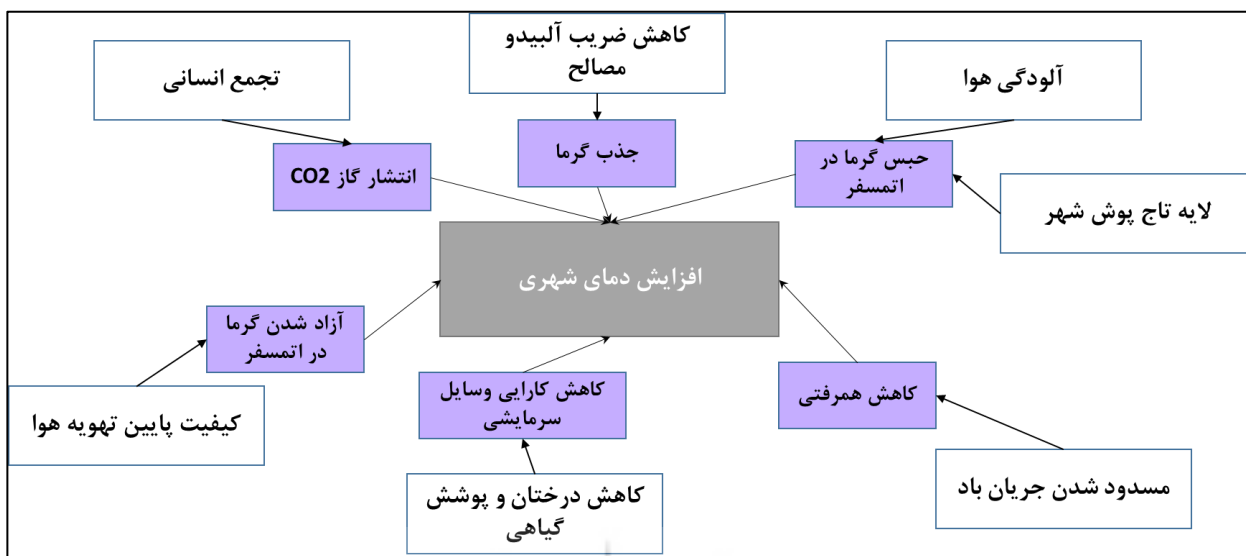 کاهش ضریب آلبیدو
مصالح
آلودگی هوا
تجمع انسانی
جذب گرما
حبس گرما در
اتمسفر
انتشار گاز CO2
لایه تاج پوش شهر
افزایش دمای شهری
آزاد شدن گرما
در اتمسفر
کاهش کارایی وسایل
سرمایشی
کاهش همرفتی
کیفیت پایین تهویه هوا
مسدود شدن جریان باد
کاهش درختان و پوشش
گیاهی